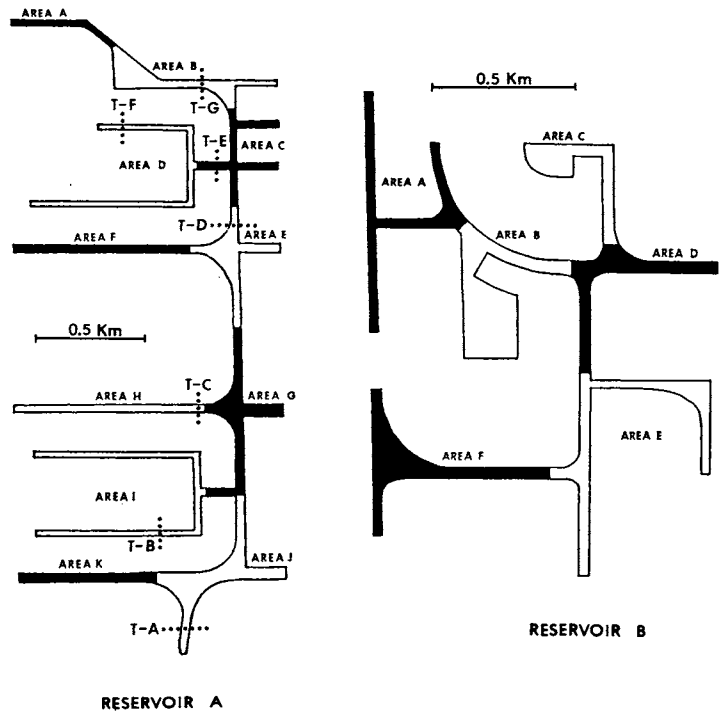 AREA A
AREA B
T-G
T-F
T-E
AREA C
AREA D
T-D
AREA E
AREA F
0.5 Km
T-C
AREA H
AREA G
AREA I
T-B
AREA J
AREA K
T-A
RESERVOIR A
0.5 Km
AREA C
AREA A
AREA B
AREA D
AREA E
AREA F
RESERVOIR B